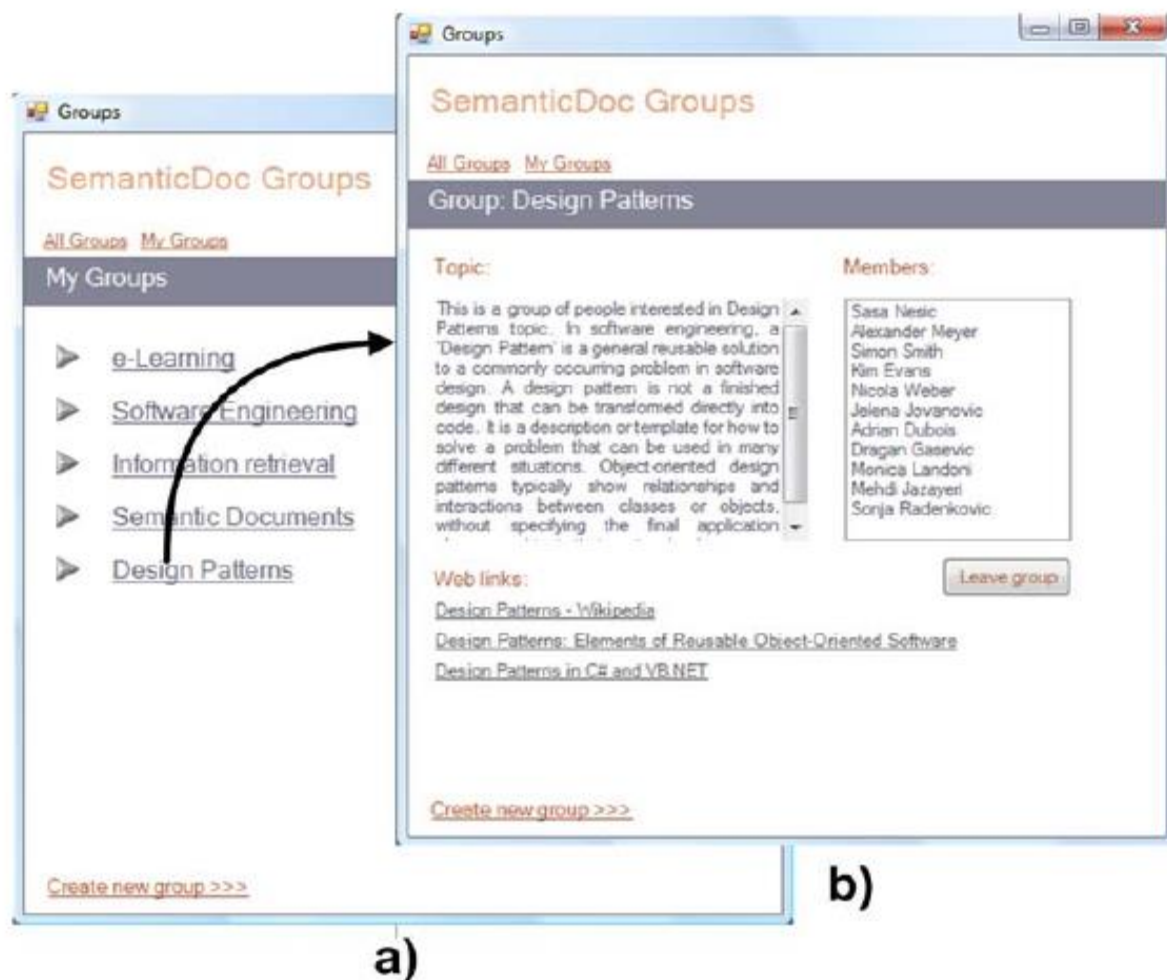 Groups
SemanticDoc Groups
All Groups My Groups
My Groups
e-Learning
Software Engineering
Information retrieval
Semantic Documents
Design Patterns
Create new group >>>
a)
Groups
SemanticDoc Groups
All Groups My Groups
Group: Design Patterns
Topic:
This is a group of people interested in Design
Patterns topic. In software engineering, a
'Design Pattern' is a general reusable solution
to a commonly occurring problem in software
design. A design pattern is not a finished
design that can be transformed directly into
code. It is a description or template for how to
solve a problem that can be used in many
different situations. Object-oriented design
patterns typically show relationships and
interactions between classes or objects,
without specifying the final application
Members:
Sasa Nesic
Alexander Meyer
Simon Smith
Kim Evans
Nicola Weber
Jelena Jovanovic
Adrian Dubois
Dragan Gasevic
Monica Landoni
Mehdi Jazayeri
Sonja Radenkovic
Leave group
Web links:
Design Patterns - Wikipedia
Design Patterns: Elements of Reusable Object-Oriented Software
Design Patterns in C# and VB.NET
Create new group >>>
b)